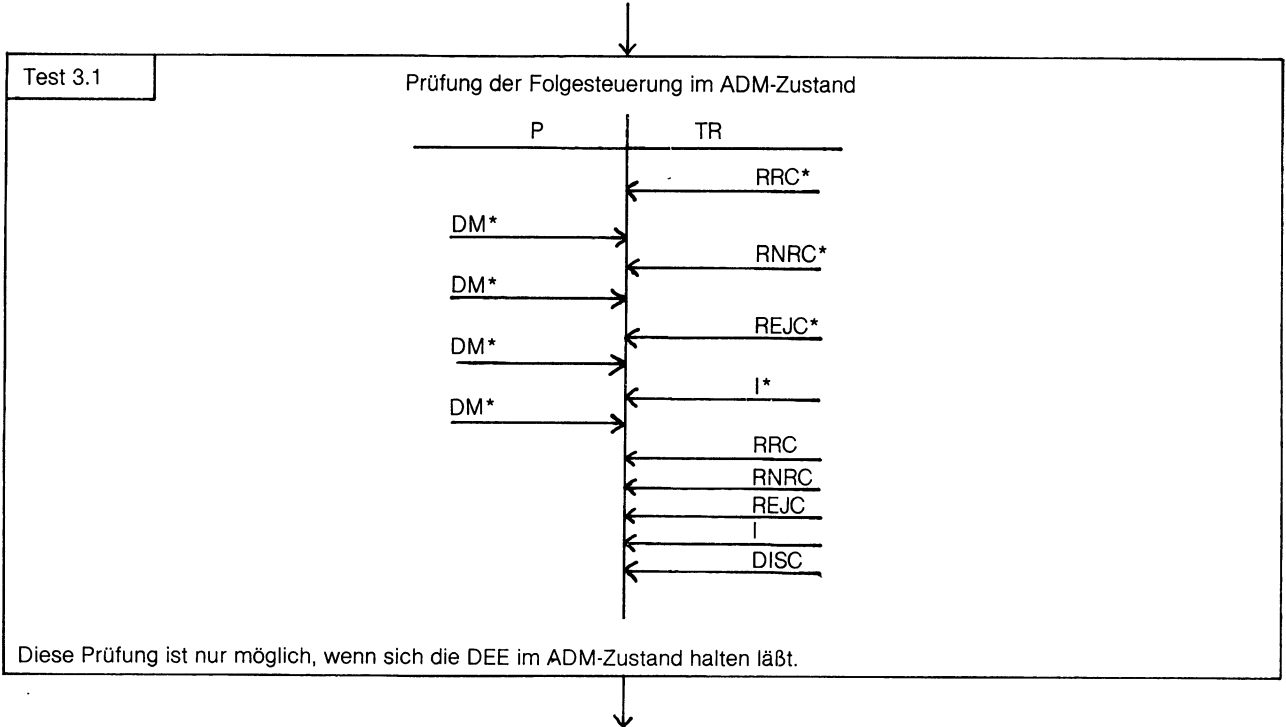 Test 3.1
Prüfung der Folgesteuerung im ADM-Zustand
P TR
RRC*
DM*
RNRC*
DM*
REJC*
DM*
I*
DM*
RRC
RNRC
REJC
I
DISC
Diese Prüfung ist nur möglich, wenn sich die DEE im ADM-Zustand halten läßt.